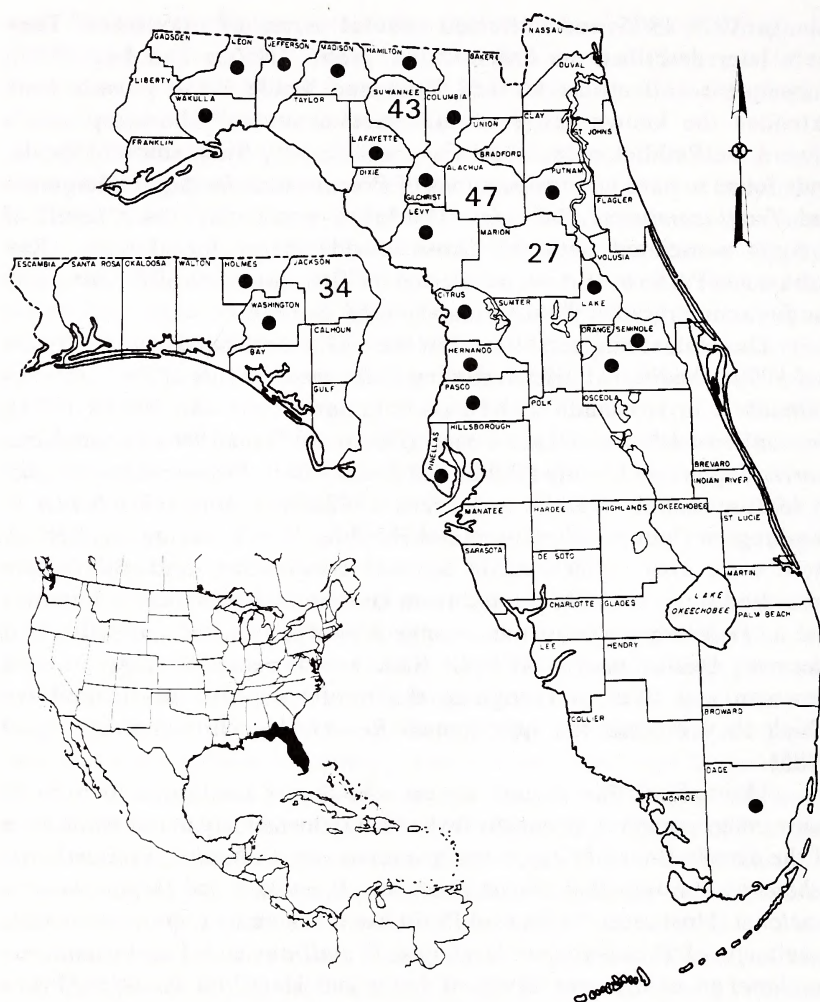 NASSAU
GADSDEN
LEON
JEFFERSON
MADISON
HAMILTON
BAKER
DUVAL
LIBERTY
WAKULLA
TAYLOR
SUWANNEE
43
COLUMBIA
UNION
CLAY
ST JOHNS
FRANKLIN
LAFAYETTE
BRADFORD
DIXIE
ALACHUA
PUTNAM
GILCHRIST
47
FLAGLER
LEVY
MARION
27
VOLUSIA
ESCAMBIA
SANTA ROSA
OKALOOSA
WALTON
HOLMES
JACKSON
34
WASHINGTON
CALHOUN
BAY
GULF
CITRUS
SUMTER
LAKE
ORANGE
SEMINOLE
HERNANDO
PASCO
POLK
OSCEOLA
HILLSBOROUGH
PINELLAS
BREVARD
INDIAN RIVER
MANATEE
HARDEE
HIGHLANDS
OKEECHOBEE
ST LUCIE
SARASOTA
DE SOTO
MARTIN
CHARLOTTE
GLADES
LAKE
OKEECHOBEE
PALM BEACH
LEE
HENDRY
BROWARD
COLLIER
DADE
MONROE